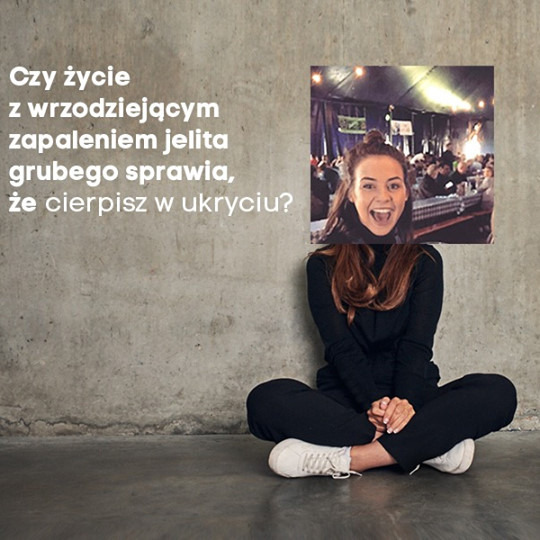 Czy życie
z wrzodziejącym
zapaleniem jelita
grubego sprawia,
że cierpisz w ukryciu?